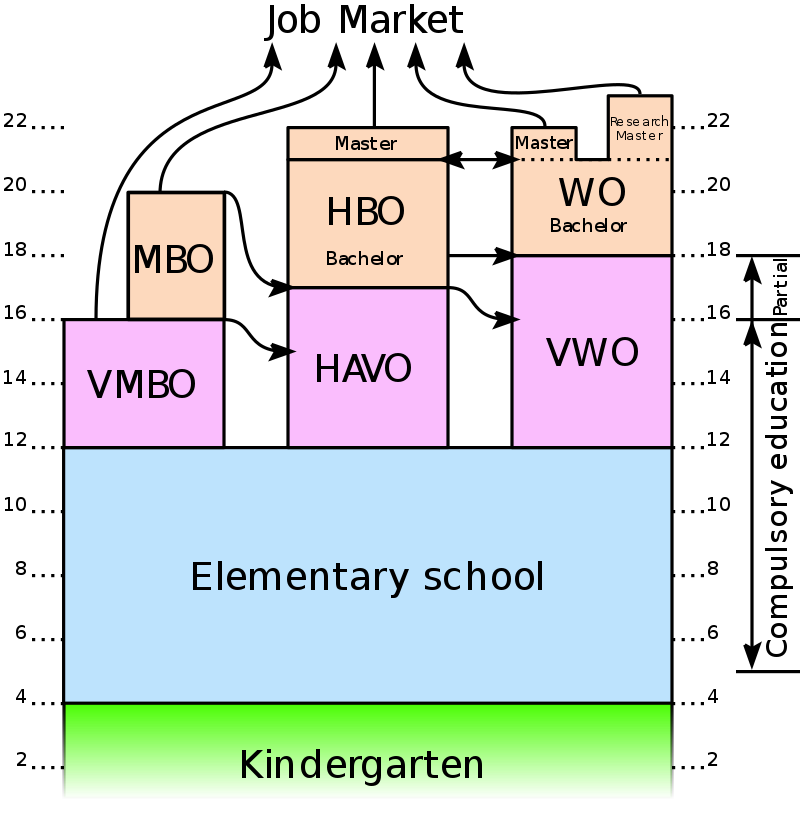 Job Market
22.... ....22
Research
Master
Master
Master
20.... ....20
WO
HBO
Bachelor
18.... ....18
MBO
Bachelor
Partial
16.... ....16
VMBO
HAVO
VWO
14.... ....14
12.... ....12
Compulsory education
10.... ....10
Elementary school
8.... ....8
6.... ....6
4.... ....4
Kindergarten
2.... ....2